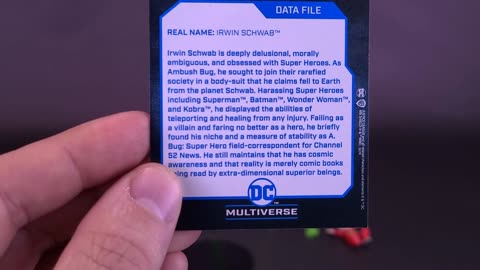 DATA FILE
REAL NAME: IRWIN SCHWAB™
Irwin Schwab is deeply delusional, morally
ambiguous, and obsessed with Super Heroes. As
Ambush Bug, he sought to join their rarefied
society in a body-suit that he claims fell to Earth
from the planet Schwab. Harassing Super Heroes
including Superman™, Batman™, Wonder Woman™,
and Kobra™, he displayed the abilities of
teleporting and healing from any injury. Failing as
a villain and faring no better as a hero, he briefly
found his niche and a measure of stability as A.
Bug: Super Hero field-correspondent for Channel
52 News. He still maintains that he has cosmic
awareness and that reality is merely comic books
being read by extra-dimensional superior beings.
DC™
MULTIVERSE
DC